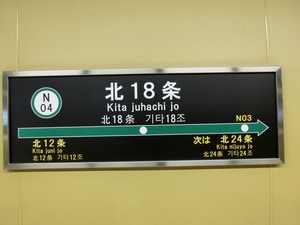 N
04
北18条
Kita juhachi jo
北18条 기타18조
N03
北12条
Kita juni jo
北12条 기타12조
次は 北24条
Kita nijuyo jo
北24条 기타24조